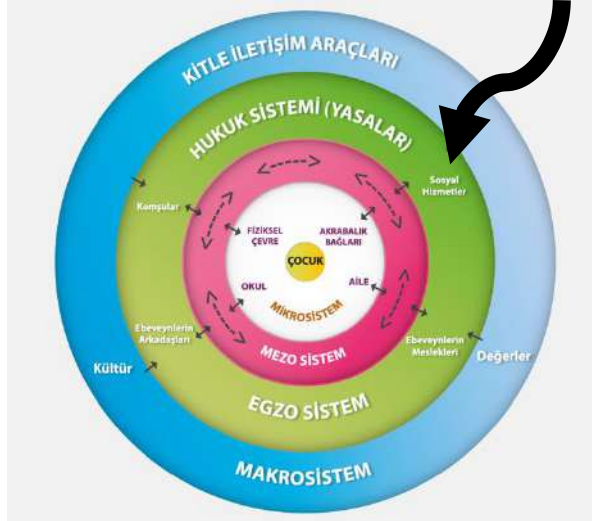 KİTLE İLETİŞİM ARAÇLARI
HUKUK SİSTEMİ (YASALAR)
Sosyal
Hizmetler
Komşular
FİZİKSEL
ÇEVRE
AKRABALIK
BAĞLARI
ÇOCUK
OKUL
AİLE
MİKROSİSTEM
Ebeveynlerin
Arkadaşları
Ebeveynlerin
Meslekleri
MEZO SİSTEM
Kültür
Değerler
EGZO SİSTEM
MAKROSİSTEM